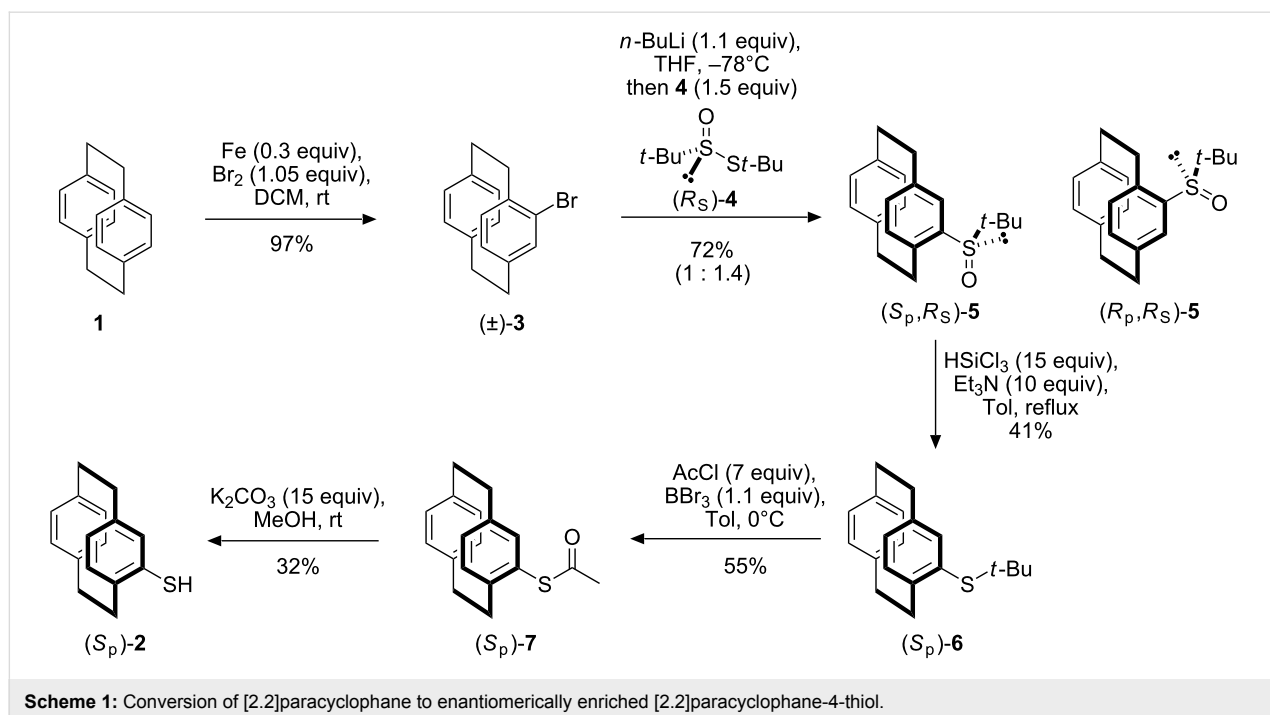 n-BuLi (1.1 equiv),
THF, –78°C
then 4 (1.5 equiv)
O
t-Bu S St-Bu
(RS)-4
72%
(1 : 1.4)
Fe (0.3 equiv),
Br2 (1.05 equiv),
DCM, rt
97%
Br
t-Bu
S
O
t-Bu
S
O
1
(±)-3
(Sp,RS)-5
(Rp,RS)-5
HSiCl3 (15 equiv),
Et3N (10 equiv),
Tol, reflux
41%
K2CO3 (15 equiv),
MeOH, rt
32%
AcCl (7 equiv),
BBr3 (1.1 equiv),
Tol, 0°C
55%
SH
O
S
S t-Bu
(Sp)-2
(Sp)-7
(Sp)-6
Scheme 1: Conversion of [2.2]paracyclophane to enantiomerically enriched [2.2]paracyclophane-4-thiol.